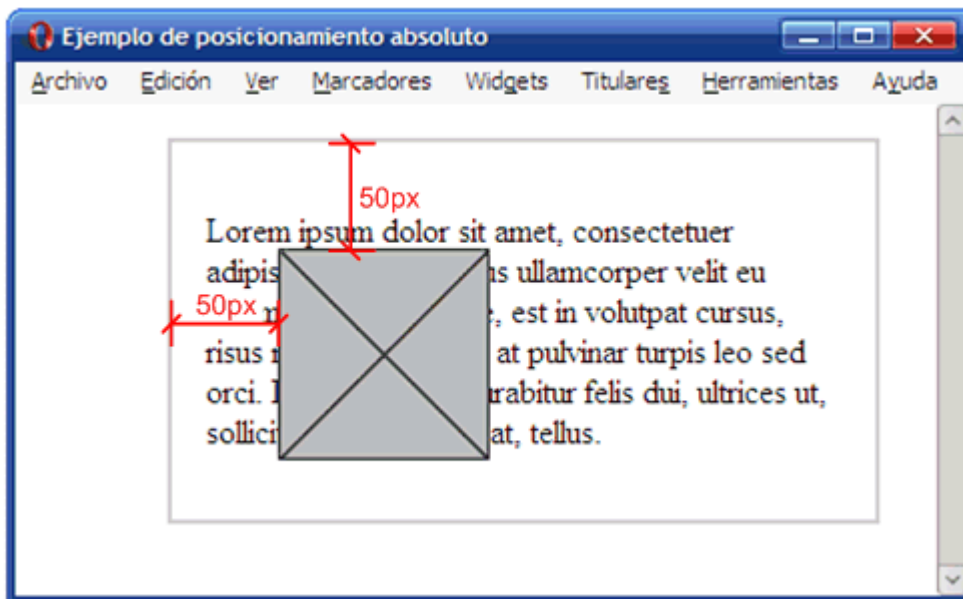 Ejemplo de posicionamiento absoluto
Archivo Edición Ver Marcadores Widgets Titulares Herramientas Ayuda
50px
Lorem ipsum dolor sit amet, consectetuer
adipis s ullamcorper velit eu
50px , est in volutpat cursus,
risus at pulvinar turpis leo sed
orci. rabitur felis dui, ultrices ut,
sollici at, tellus.